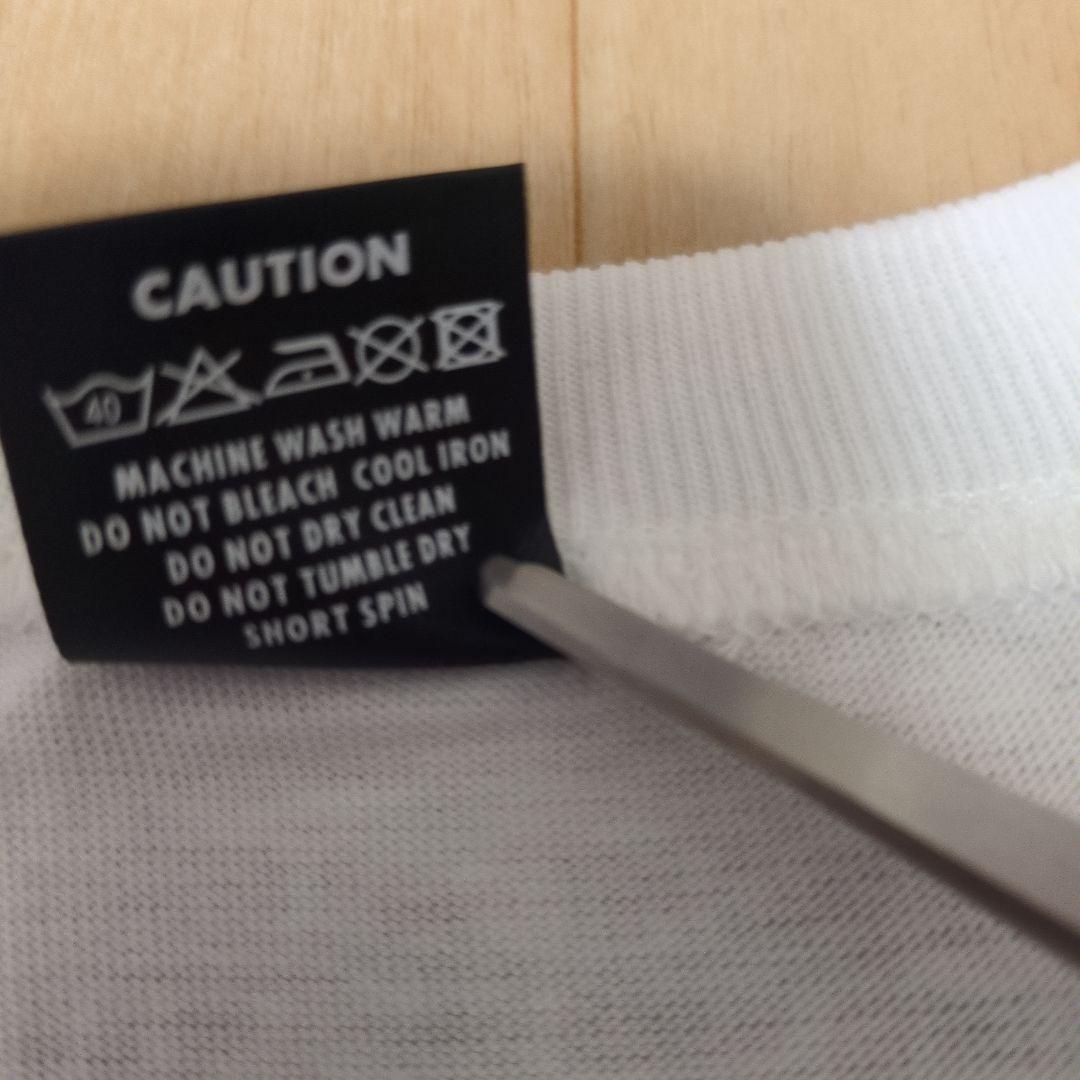 CAUTION
40
MACHINE WASH WARM
DO NOT BLEACH COOL IRON
DO NOT DRY CLEAN
DO NOT TUMBLE DRY
SHORT SPIN